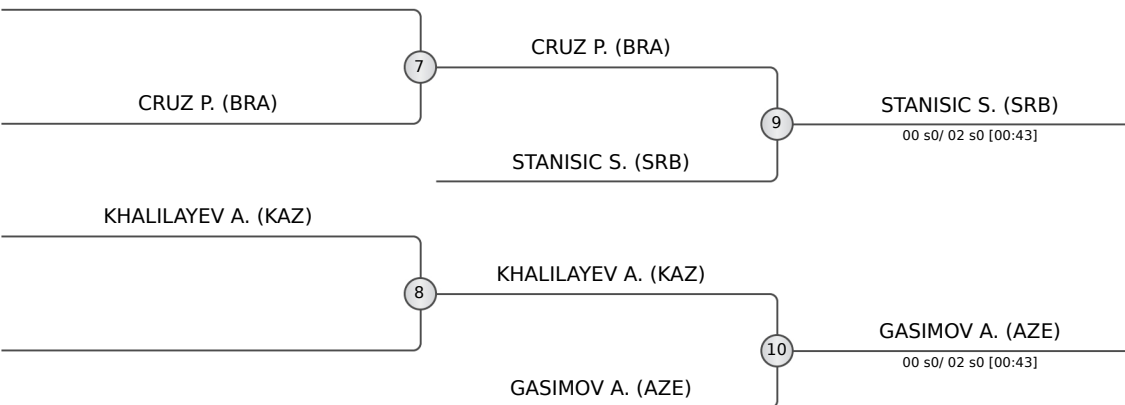 CRUZ P. (BRA)
7
CRUZ P. (BRA)
STANISIC S. (SRB)
9
00 s0/ 02 s0 [00:43]
STANISIC S. (SRB)
KHALILAYEV A. (KAZ)
KHALILAYEV A. (KAZ)
8
GASIMOV A. (AZE)
10
00 s0/ 02 s0 [00:43]
GASIMOV A. (AZE)